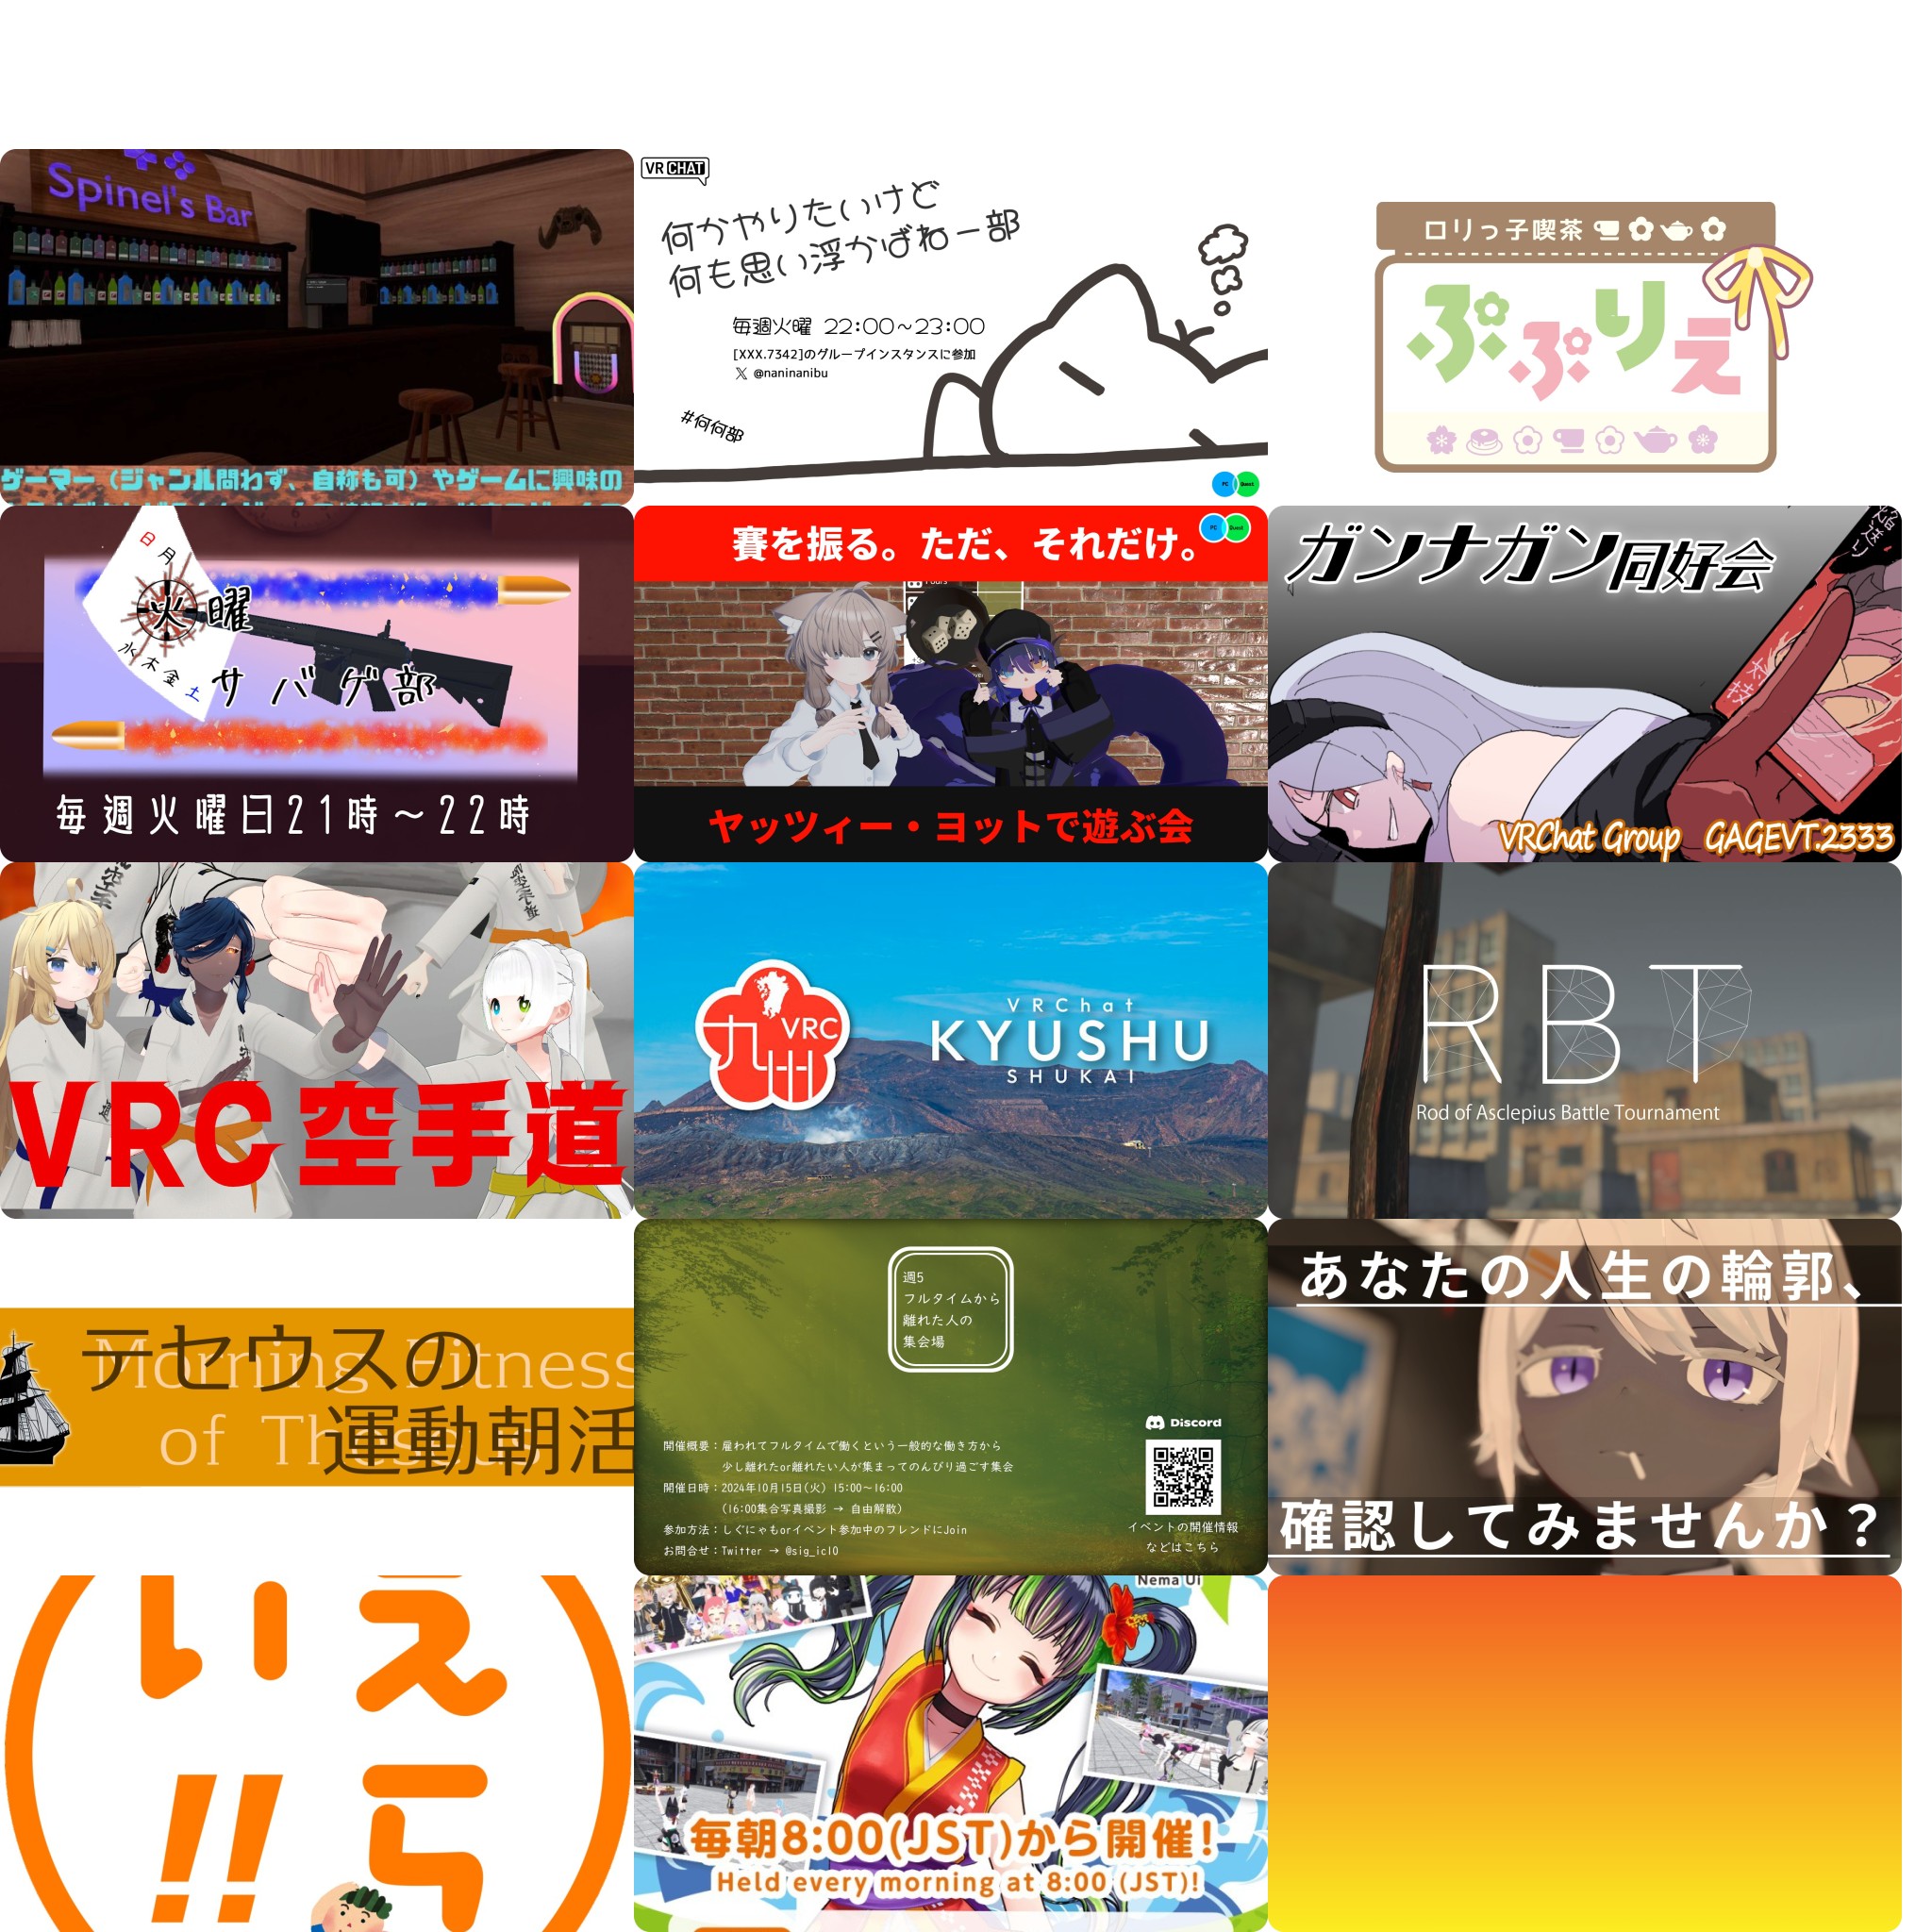 Spinel's Bar
ゲーマー（ジャンル問わず、自称も可）やゲームに興味の
VRCHAT
何かやりたいけど
何も思い浮かばねー部
毎週火曜 22:00~23:00
[XXX.7342]のグループインスタンスに参加
X @naninanibu
#何何部
PC Quest
ロリっ子喫茶
ぷぷりえ
日月火曜
水木金土
サバゲ部
毎週火曜日21時~22時
賽を振る。ただ、それだけ。
PC Quest
ヤッツィー・ヨットで遊ぶ会
ガンナガン同好会
VRChat Group GAGEVT.2333
VRC空手道
九州 VRC
VRChat
KYUSHU
SHUKAI
RBT
Rod of Asclepius Battle Tournament
テセウスの
運動朝活
Morning Fitness
of Theseus
週5
フルタイムから
離れた人の
集会場
開催概要：雇われてフルタイムで働くという一般的な働き方から
少し離れたor離れたい人が集まってのんびり過ごす集会
開催日時：2024年10月15日(火) 15:00~16:00
(16:00集合写真撮影 → 自由解散)
参加方法：しぐにゃもorイベント参加中のフレンドにJoin
お問合せ：Twitter → @sig_icl0
Discord
イベントの開催情報
などはこちら
あなたの人生の輪郭、
確認してみませんか？
えら
い!!
Nema Ui
毎朝8:00(JST)から開催!
Held every morning at 8:00 (JST)!